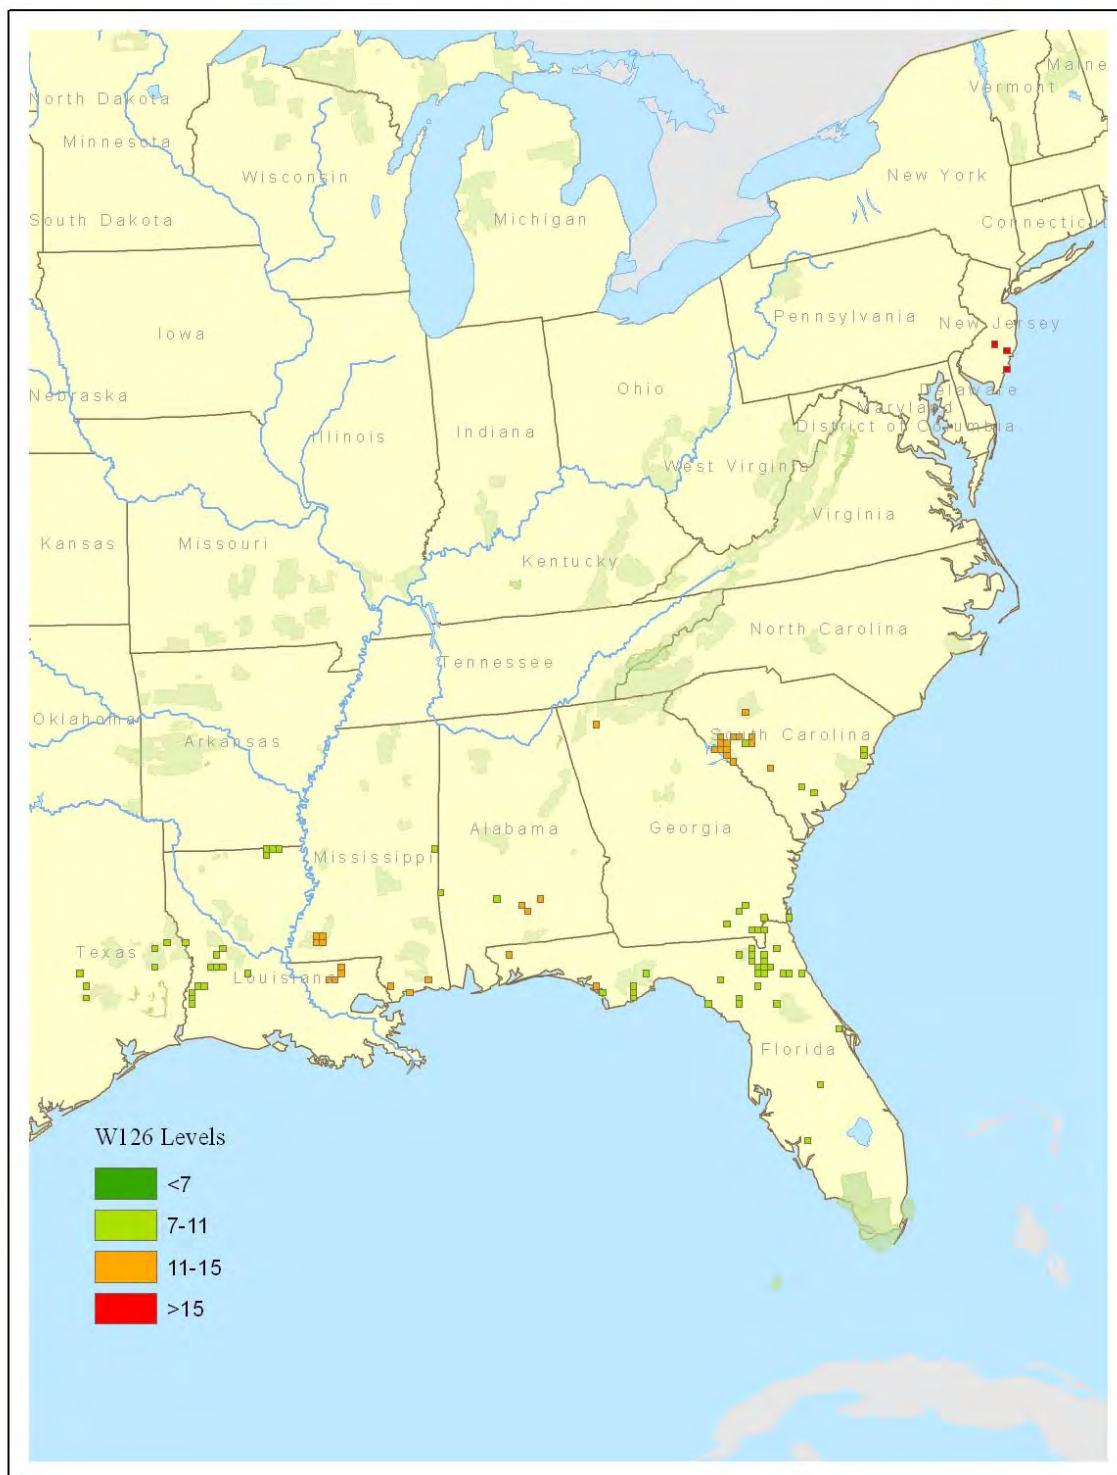 Maine
Vermont
North Dakota
Minnesota
Wisconsin
New York
South Dakota
Michigan
Connecticut
Pennsylvania
New Jersey
Iowa
Nebraska
Ohio
Delaware
Maryland
District of Columbia
Illinois
Indiana
West Virginia
Virginia
Kansas
Missouri
Kentucky
North Carolina
Tennessee
Oklahoma
Arkansas
South Carolina
Alabama
Georgia
Mississippi
Texas
Louisiana
Florida
W126 Levels
<7
7-11
11-15
>15